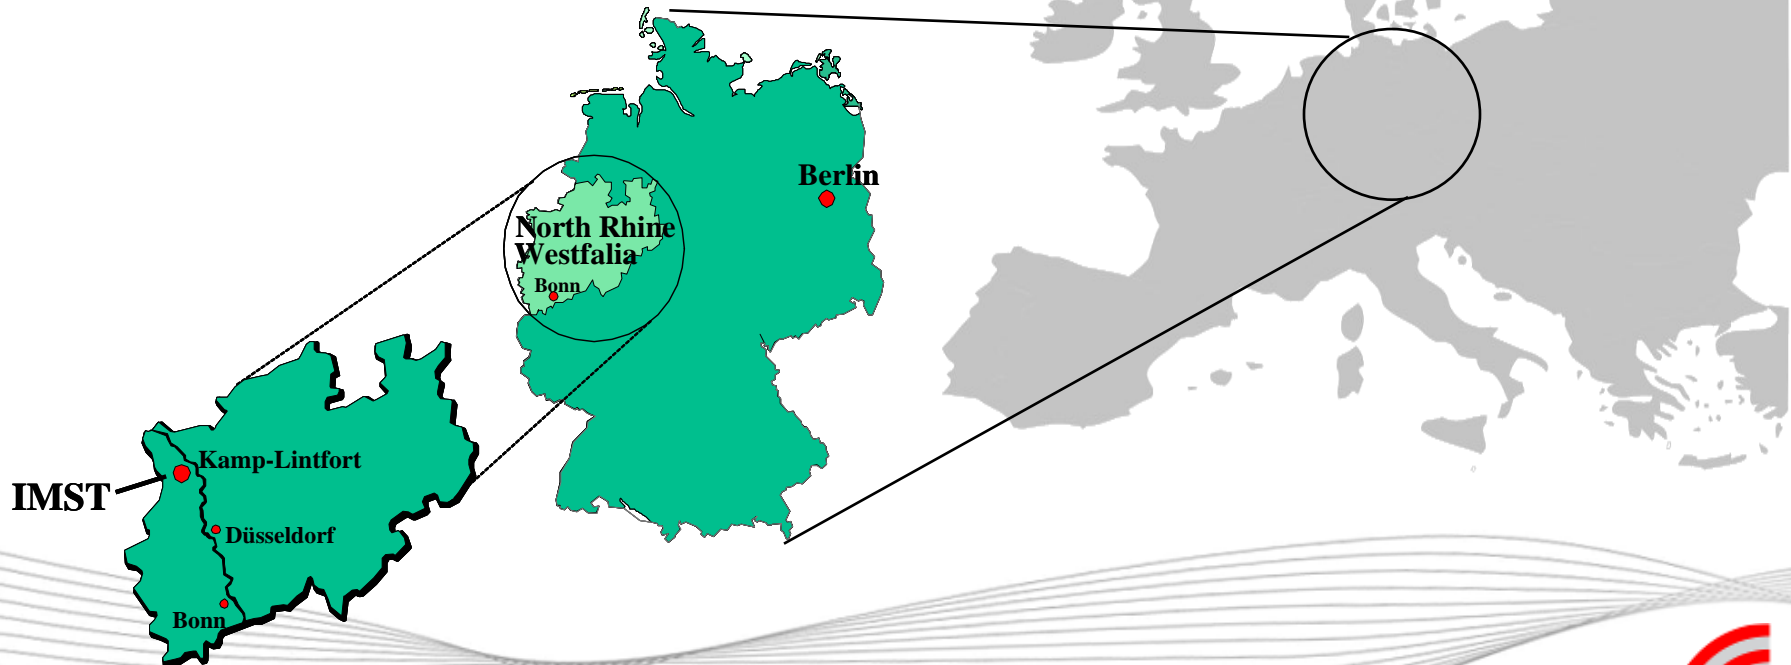 Berlin
North Rhine
Westfalia
Bonn
Kamp-Lintfort
IMST
Düsseldorf
Bonn